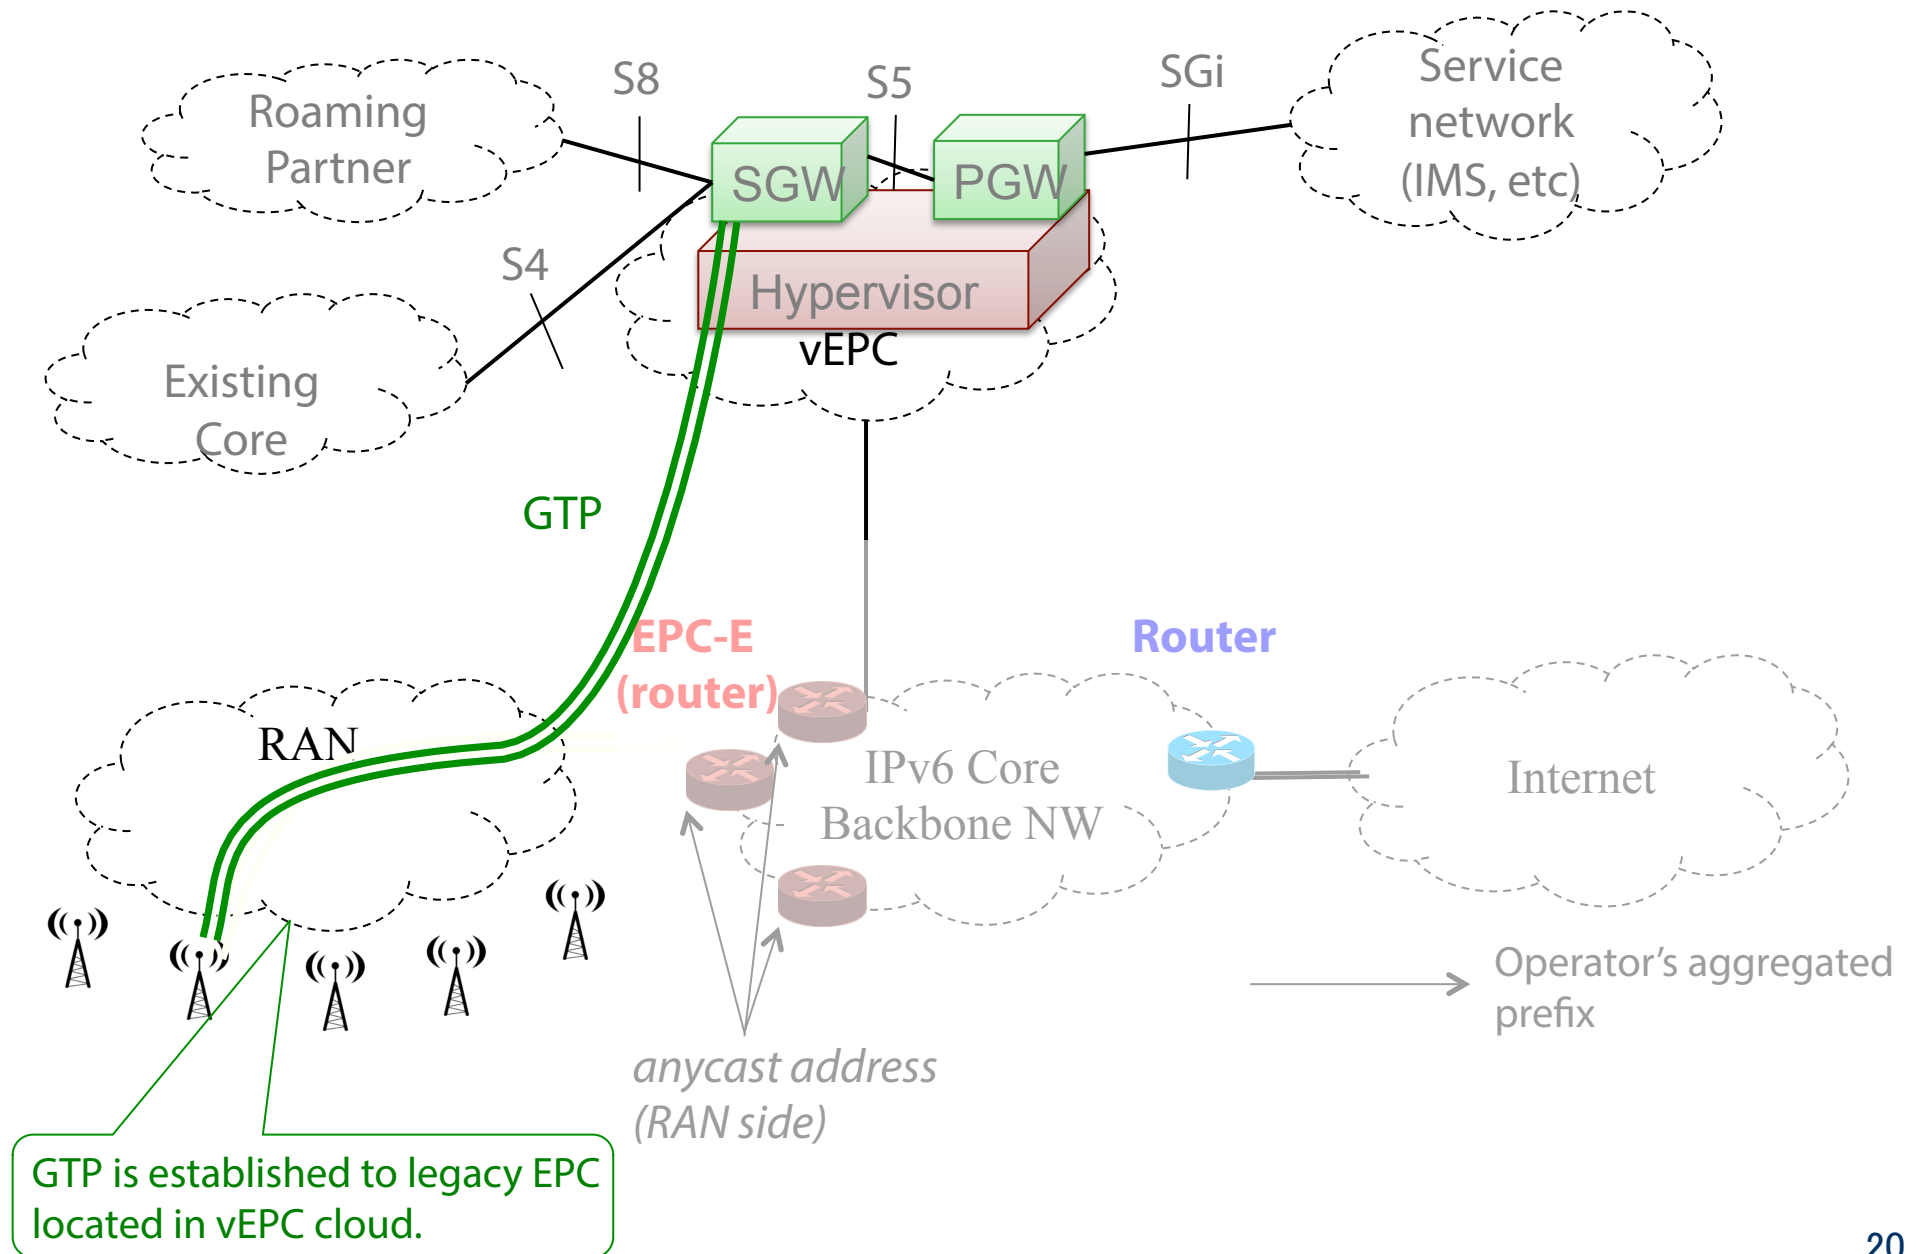 S8
S5
SGi
Service
network
(IMS, etc)
Roaming
Partner
SGW
PGW
S4
Hypervisor
vEPC
Existing
Core
GTP
EPC-E
(router)
Router
RAN
IPv6 Core
Backbone NW
Internet
Operator’s aggregated
prefix
anycast address
(RAN side)
GTP is established to legacy EPC
located in vEPC cloud.
20